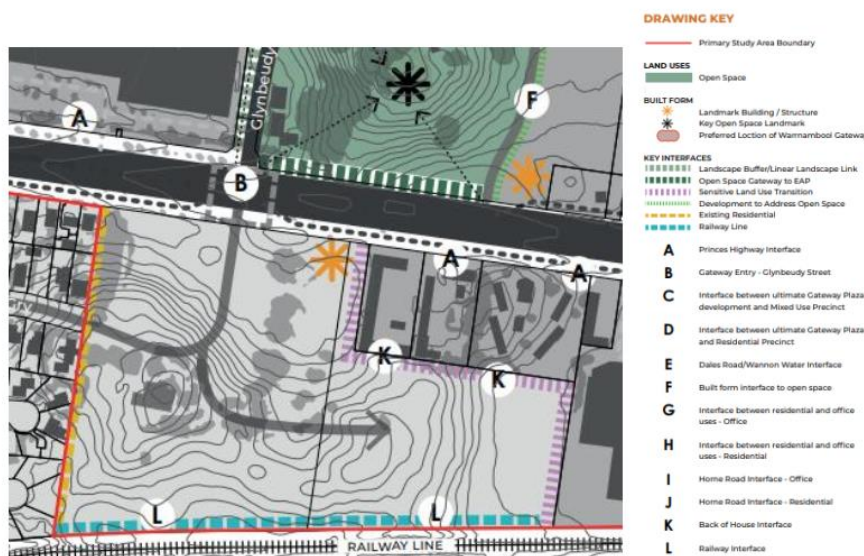 Glynbeudy
A
F
B
A
A
K
K
L
L
RAILWAY LINE
DRAWING KEY
Primary Study Area Boundary
LAND USES
Open Space
BUILT FORM
Landmark Building / Structure
Key Open Space Landmark
Preferred Loction of Warrnambool Gateway
KEY INTERFACES
Landscape Buffer/Linear Landscape Link
Open Space Gateway to EAP
Sensitive Land Use Transition
Development to Address Open Space
Existing Residential
Railway Line
A Princes Highway Interface
B Gateway Entry - Glynbeudy Street
C Interface between ultimate Gateway Plaza
development and Mixed Use Precinct
D Interface between ultimate Gateway Plaza
and Residential Precinct
E Dales Road/Wannon Water Interface
F Built form interface to open space
G Interface between residential and office
uses - Office
H Interface between residential and office
uses - Residential
I Home Road Interface - Office
J Home Road Interface - Residential
K Back of House Interface
L Railway Interface